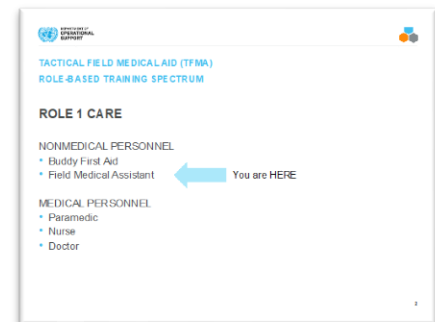 DEPARTMENT OF
OPERATIONAL
SUPPORT
TACTICAL FIELD MEDICAL AID (TFMA)
ROLE-BASED TRAINING SPECTRUM
ROLE 1 CARE
NONMEDICAL PERSONNEL
• Buddy First Aid
• Field Medical Assistant
You are HERE
MEDICAL PERSONNEL
• Paramedic
• Nurse
• Doctor